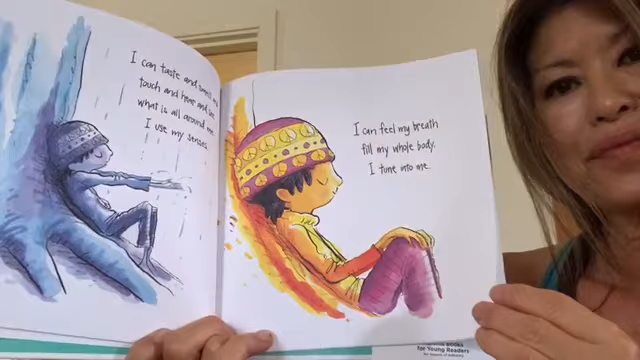 I can taste and smell and
touch and hear and see
what is all around me.
I use my senses.
I can feel my breath
fill my whole body.
I tune into me.
Books
for Young Readers